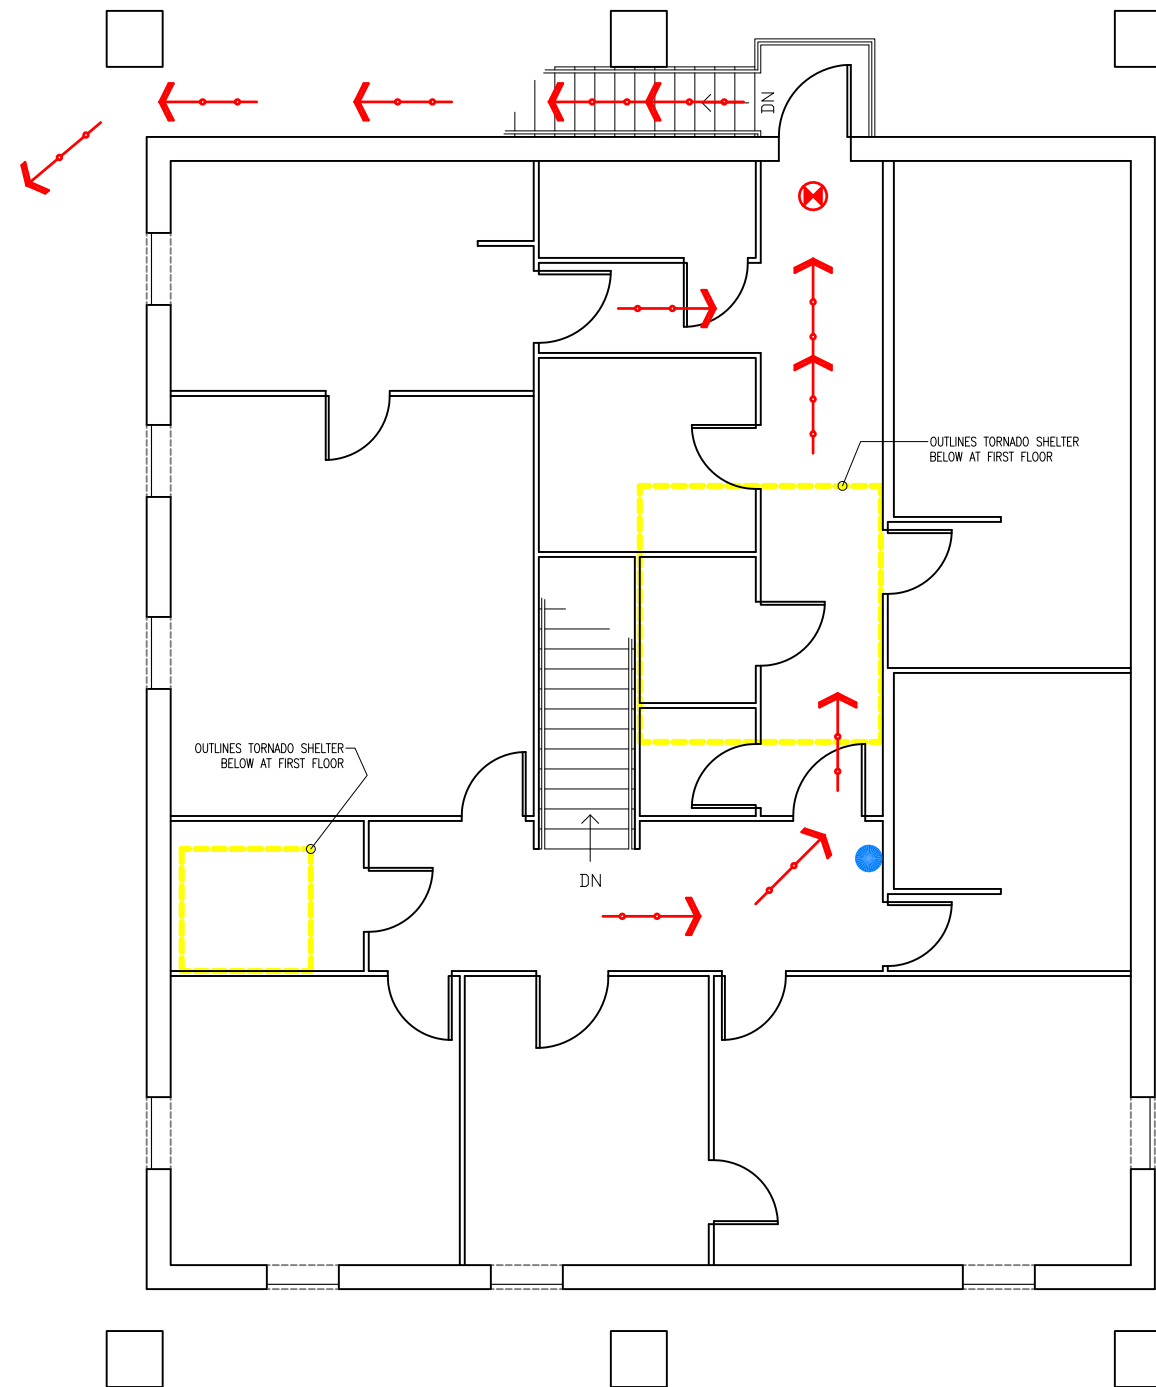 DN
OUTLINES TORNADO SHELTER
BELOW AT FIRST FLOOR
OUTLINES TORNADO SHELTER
BELOW AT FIRST FLOOR
DN